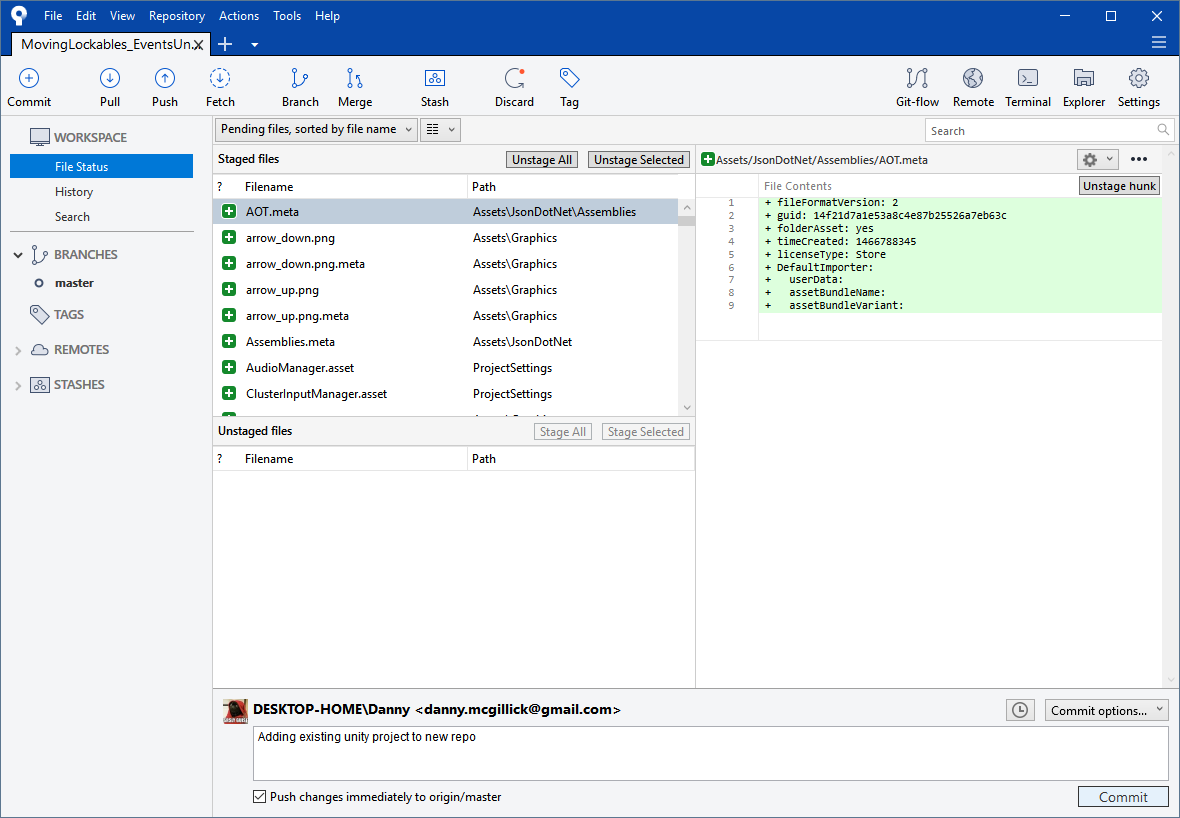 File Edit View Repository Actions Tools Help
MovingLockables_EventsUn.
Commit Pull Push Fetch Branch Merge Stash Discard Tag Git-flow Remote Terminal Explorer Settings
WORKSPACE
File Status
History
Search
BRANCHES
master
TAGS
REMOTES
STASHES
Pending files, sorted by file name
Search
Staged files Unstage All Unstage Selected
? Filename Path
AOT.meta Assets\JsonDotNet\Assemblies
arrow_down.png Assets\Graphics
arrow_down.png.meta Assets\Graphics
arrow_up.png Assets\Graphics
arrow_up.png.meta Assets\Graphics
Assemblies.meta Assets\JsonDotNet
AudioManager.asset ProjectSettings
ClusterInputManager.asset ProjectSettings
Unstaged files Stage All Stage Selected
? Filename Path
Assets/JsonDotNet/Assemblies/AOT.meta
File Contents Unstage hunk
1 + fileFormatVersion: 2
2 + guid: 14f21d7a1e53a8c4e87b25526a7eb63c
3 + folderAsset: yes
4 + timeCreated: 1466788345
5 + licenseType: Store
6 + DefaultImporter:
7 + userData:
8 + assetBundleName:
9 + assetBundleVariant:
DESKTOP-HOME\Danny <danny.mcgillick@gmail.com>
Commit options...
Adding existing unity project to new repo
Push changes immediately to origin/master
Commit